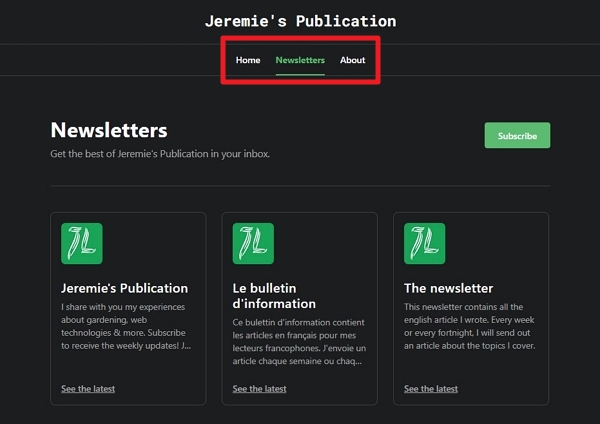 Jeremie's Publication
Home Newsletters About
Newsletters
Get the best of Jeremie's Publication in your inbox.
Subscribe
JL
Jeremie's Publication
I share with you my experiences
about gardening, web
technologies & more. Subscribe
to receive the weekly updates! J...
See the latest
JL
Le bulletin
d'information
Ce buletin d'information contient
les articles en français pour mes
lecteurs francophones. J'envoie un
article chaque semaine ou chaq...
See the latest
JL
The newsletter
This newsletter contains all the
english article I wrote. Every week
or every fortnight, I will send out
an article about the topics I cover.
See the latest